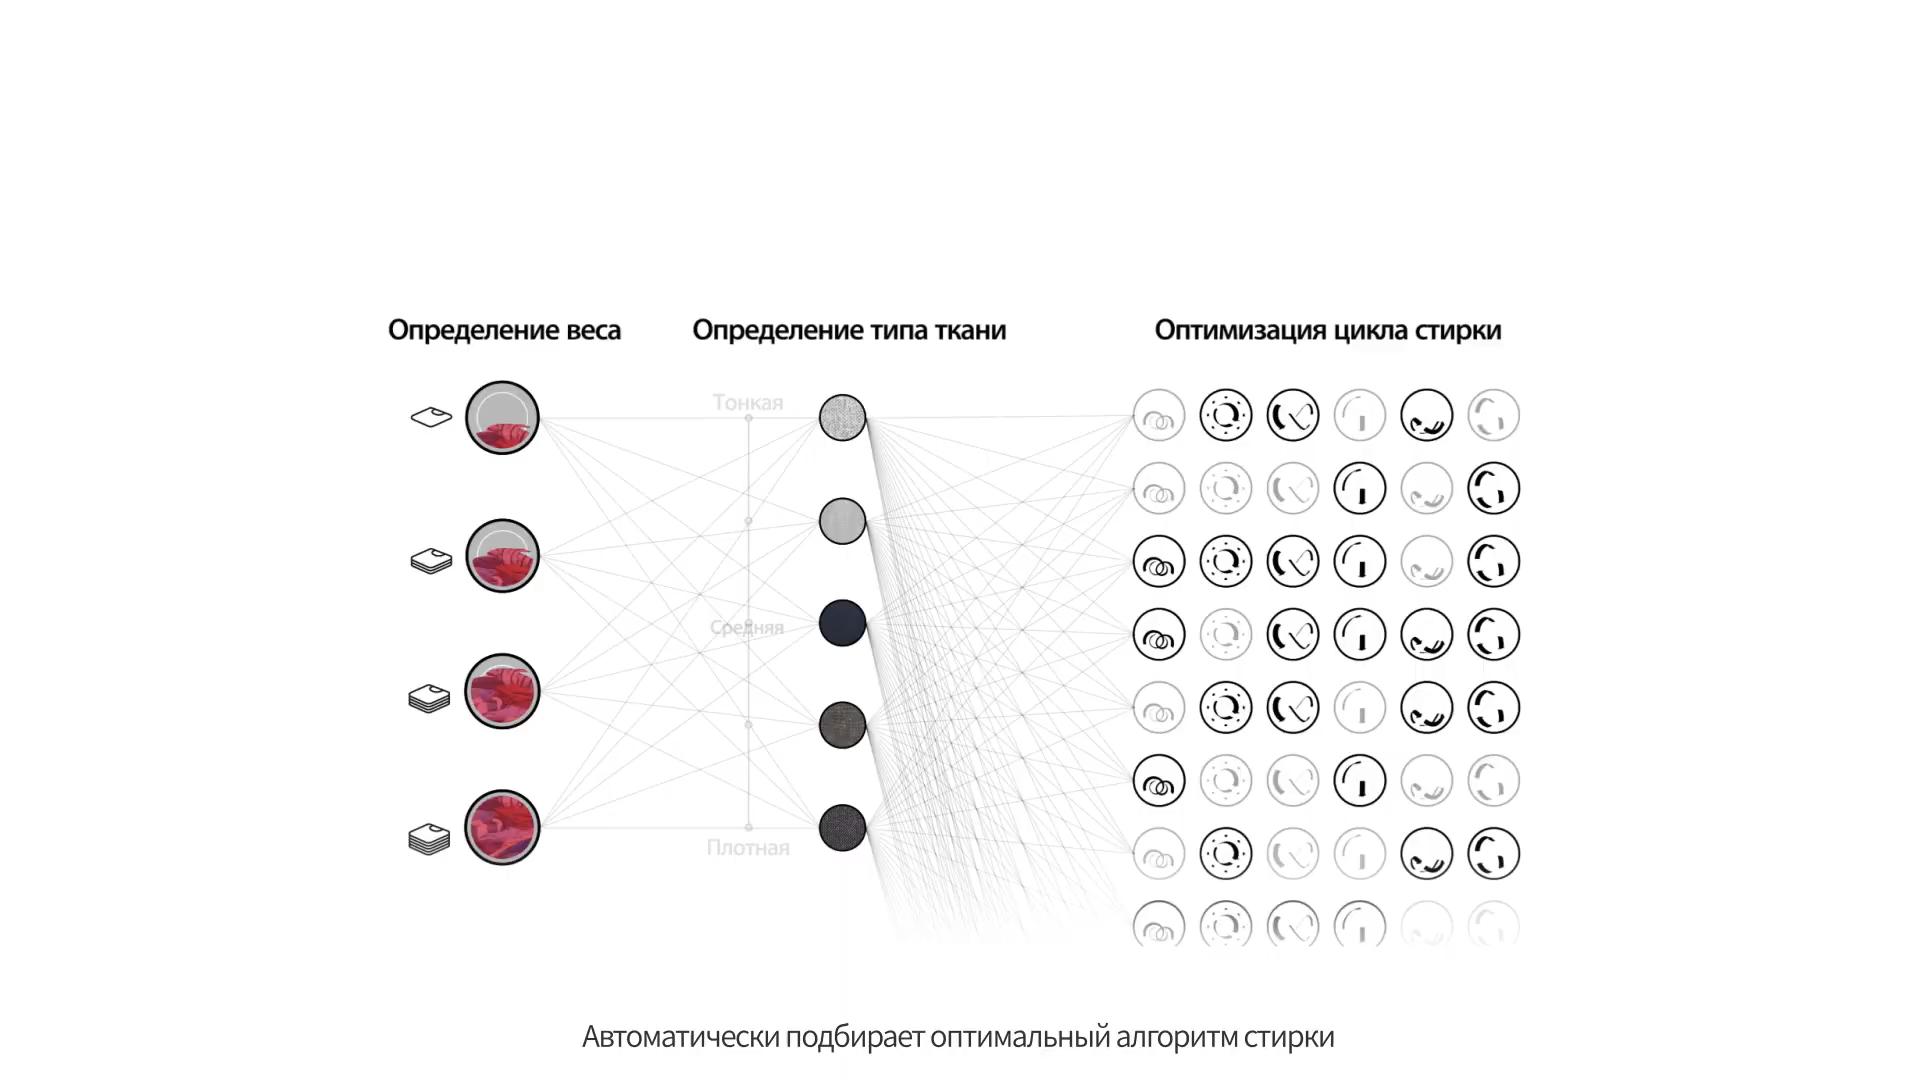 Определение веса
Определение типа ткани
Оптимизация цикла стирки
Тонкая
Средняя
Плотная
Автоматически подбирает оптимальный алгоритм стирки